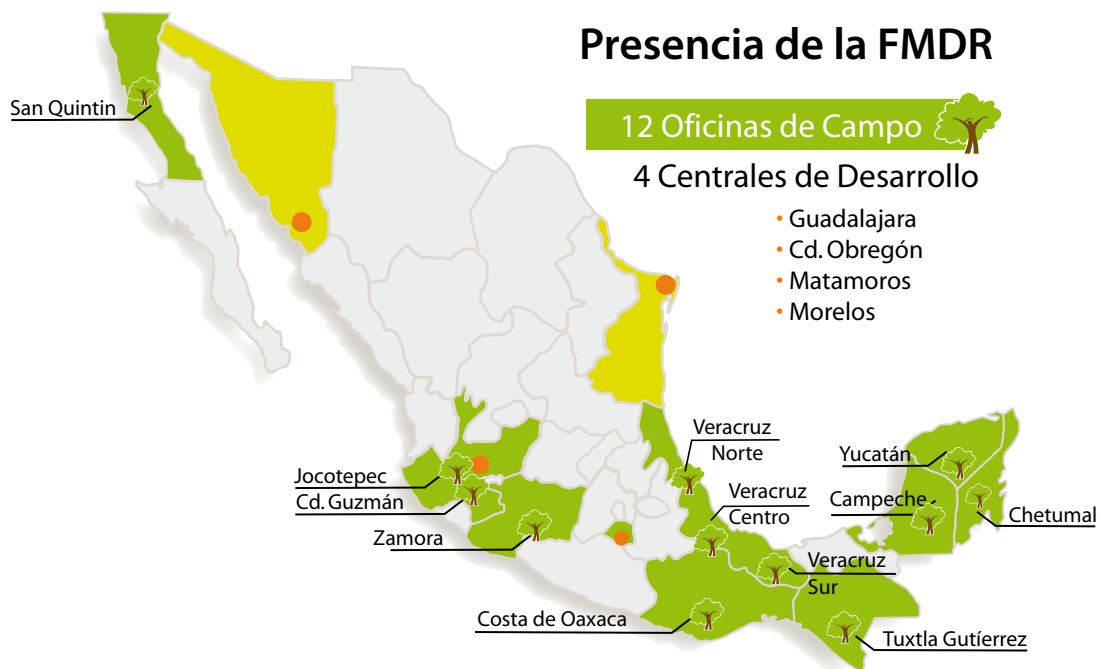 Presencia de la FMDR
12 Oficinas de Campo
4 Centrales de Desarrollo
• Guadalajara
• Cd. Obregón
• Matamoros
• Morelos
San Quintin
Jocotepec
Cd. Guzmán
Zamora
Costa de Oaxaca
Veracruz
Norte
Veracruz
Centro
Veracruz
Sur
Yucatán
Campeche
Chetumal
Tuxtla Gutíerrez